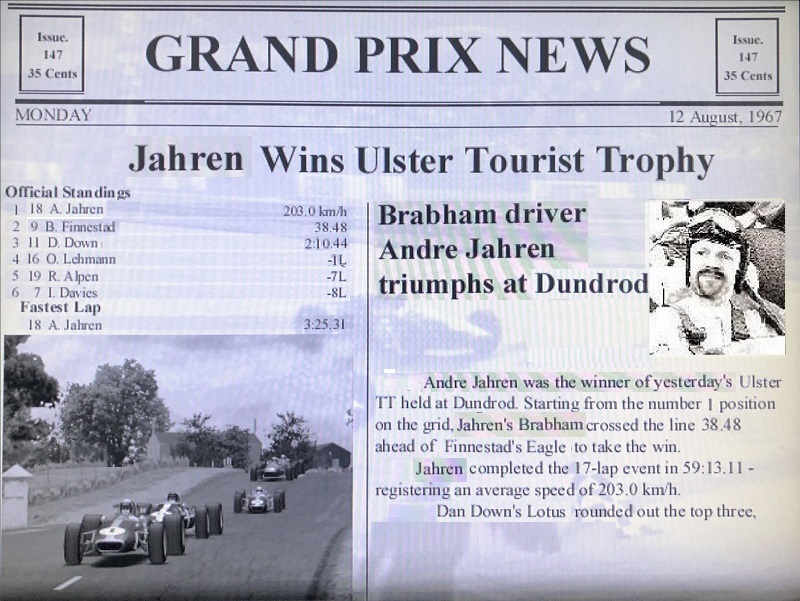 Issue.
147
35 Cents
GRAND PRIX NEWS
Issue.
147
35 Cents
MONDAY
12 August, 1967
Jahren Wins Ulster Tourist Trophy
Official Standings
1 18 A. Jahren 203.0 km/h
2 9 B. Finnestad 38.48
3 11 D. Down 2:10.44
4 16 O. Lehmann -1L
5 19 R. Alpen -7L
6 7 I. Davies -8L
Fastest Lap
18 A. Jahren 3:25.31
Brabham driver
Andre Jahren
triumphs at Dundrod
Andre Jahren was the winner of yesterday's Ulster
TT held at Dundrod. Starting from the number 1 position
on the grid, Jahren's Brabham crossed the line 38.48
ahead of Finnestad's Eagle to take the win.
Jahren completed the 17-lap event in 59:13.11 -
registering an average speed of 203.0 km/h.
Dan Down's Lotus rounded out the top three,